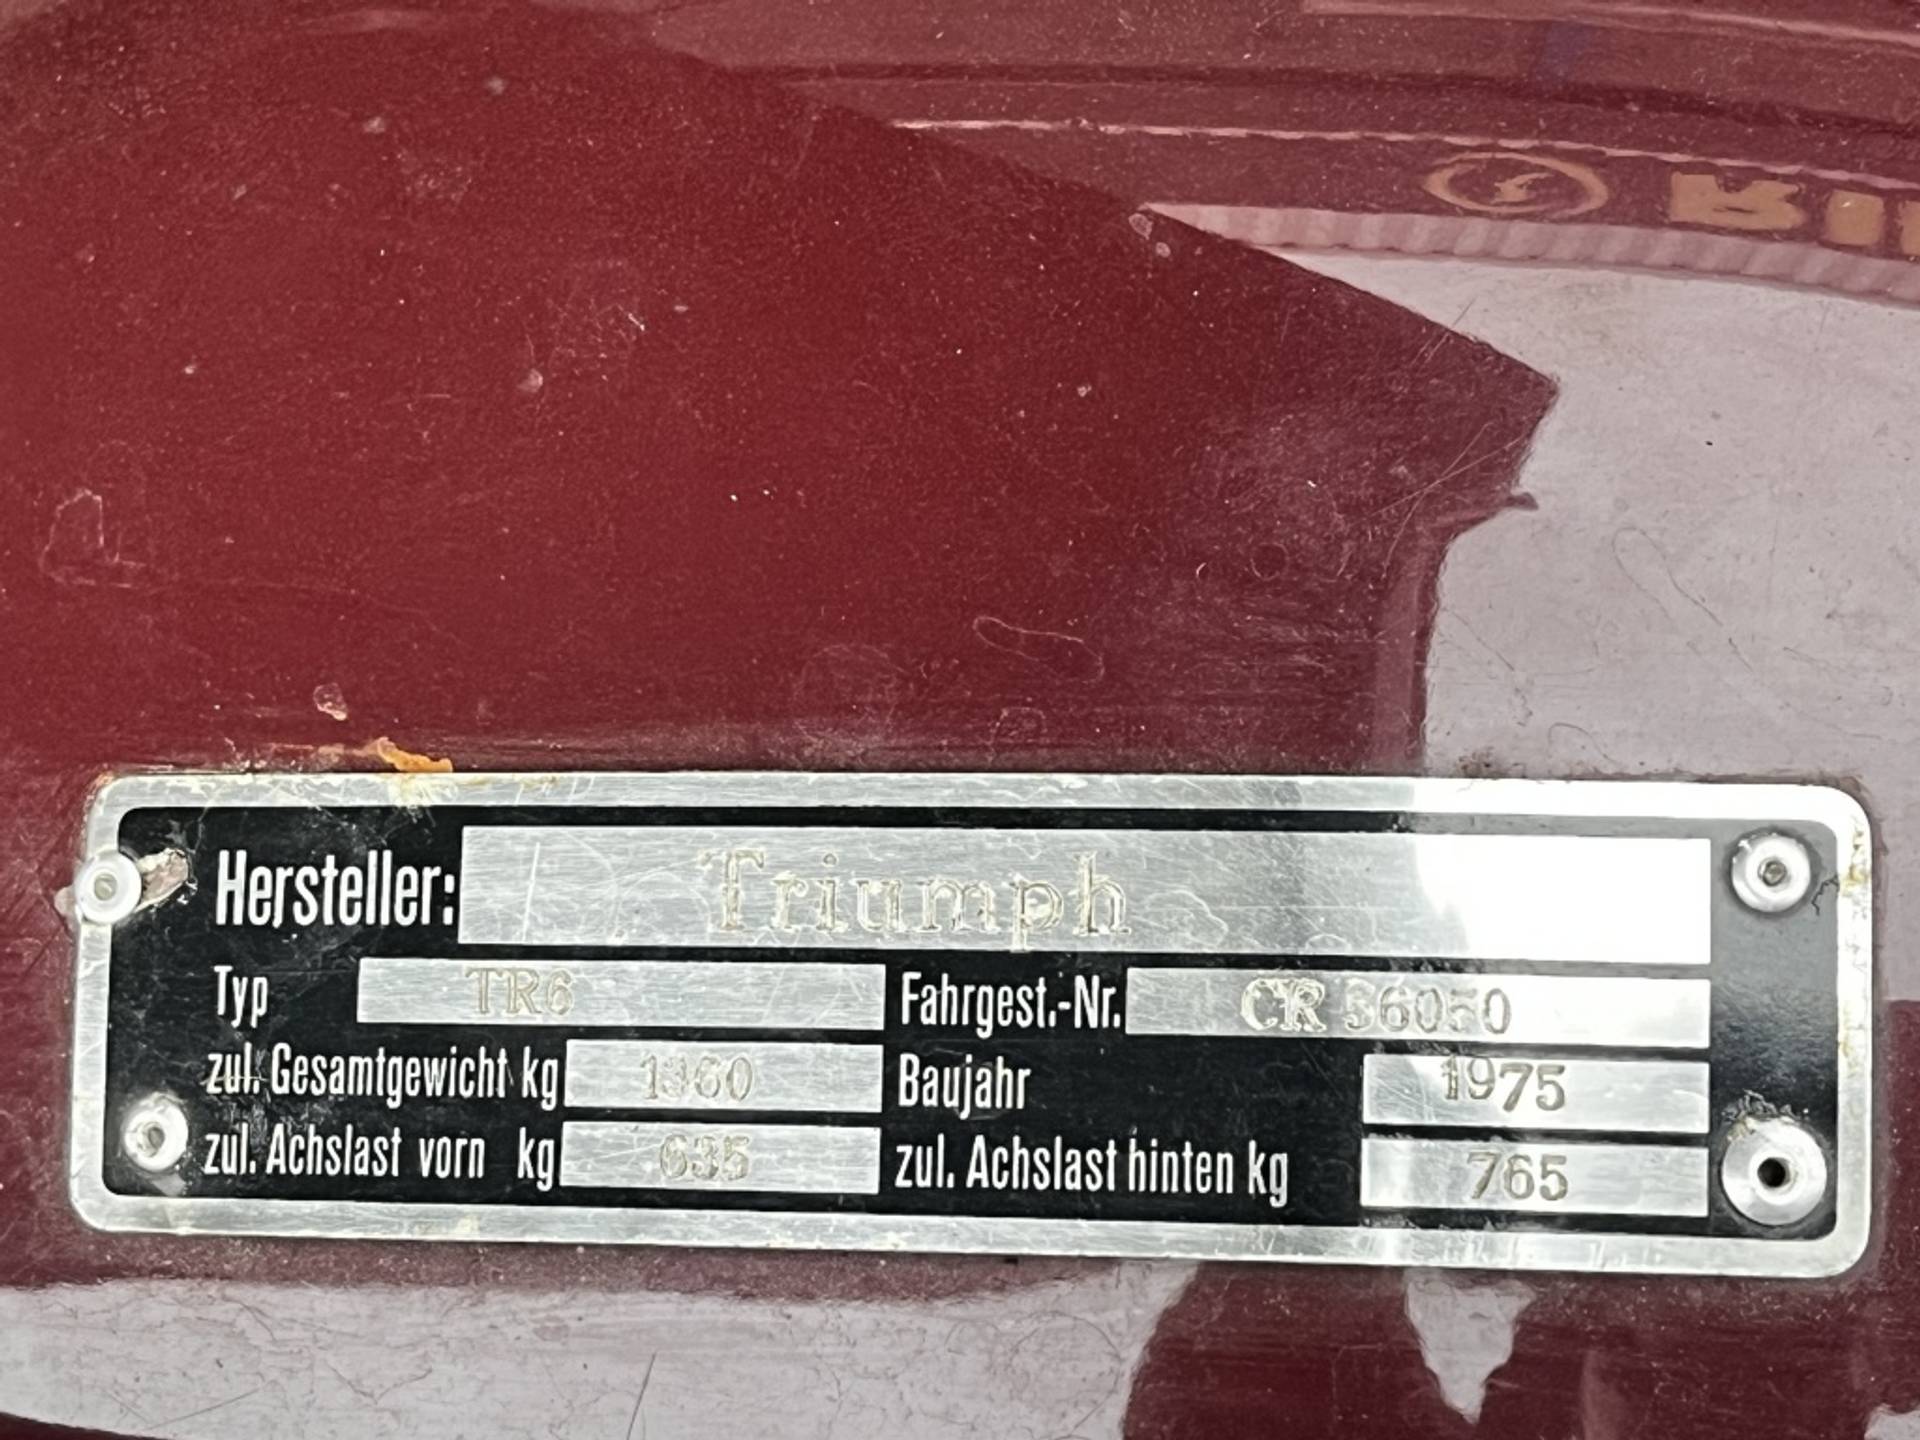 Hersteller: Triumph
Typ TR6 Fahrgest.-Nr. CR
zul. Gesamtgewicht kg 1360 Baujahr 1975
zul. Achslast vorn kg 635 zul. Achslast hinten kg 765